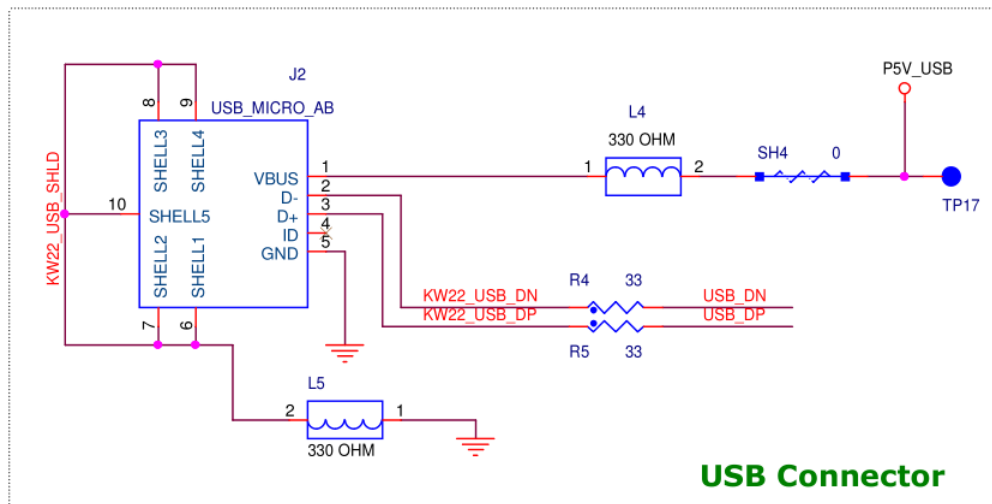 J2
USB_MICRO_AB
8
9
SHELL3
SHELL4
KW22_USB_SHLD
10
SHELL5
SHELL2
SHELL1
7
6
VBUS
1
D-
2
D+
3
ID
4
GND
5
L4
330 OHM
1
2
SH4
0
P5V_USB
TP17
R4
33
KW22_USB_DN
USB_DN
KW22_USB_DP
USB_DP
R5
33
L5
2
1
330 OHM
USB Connector